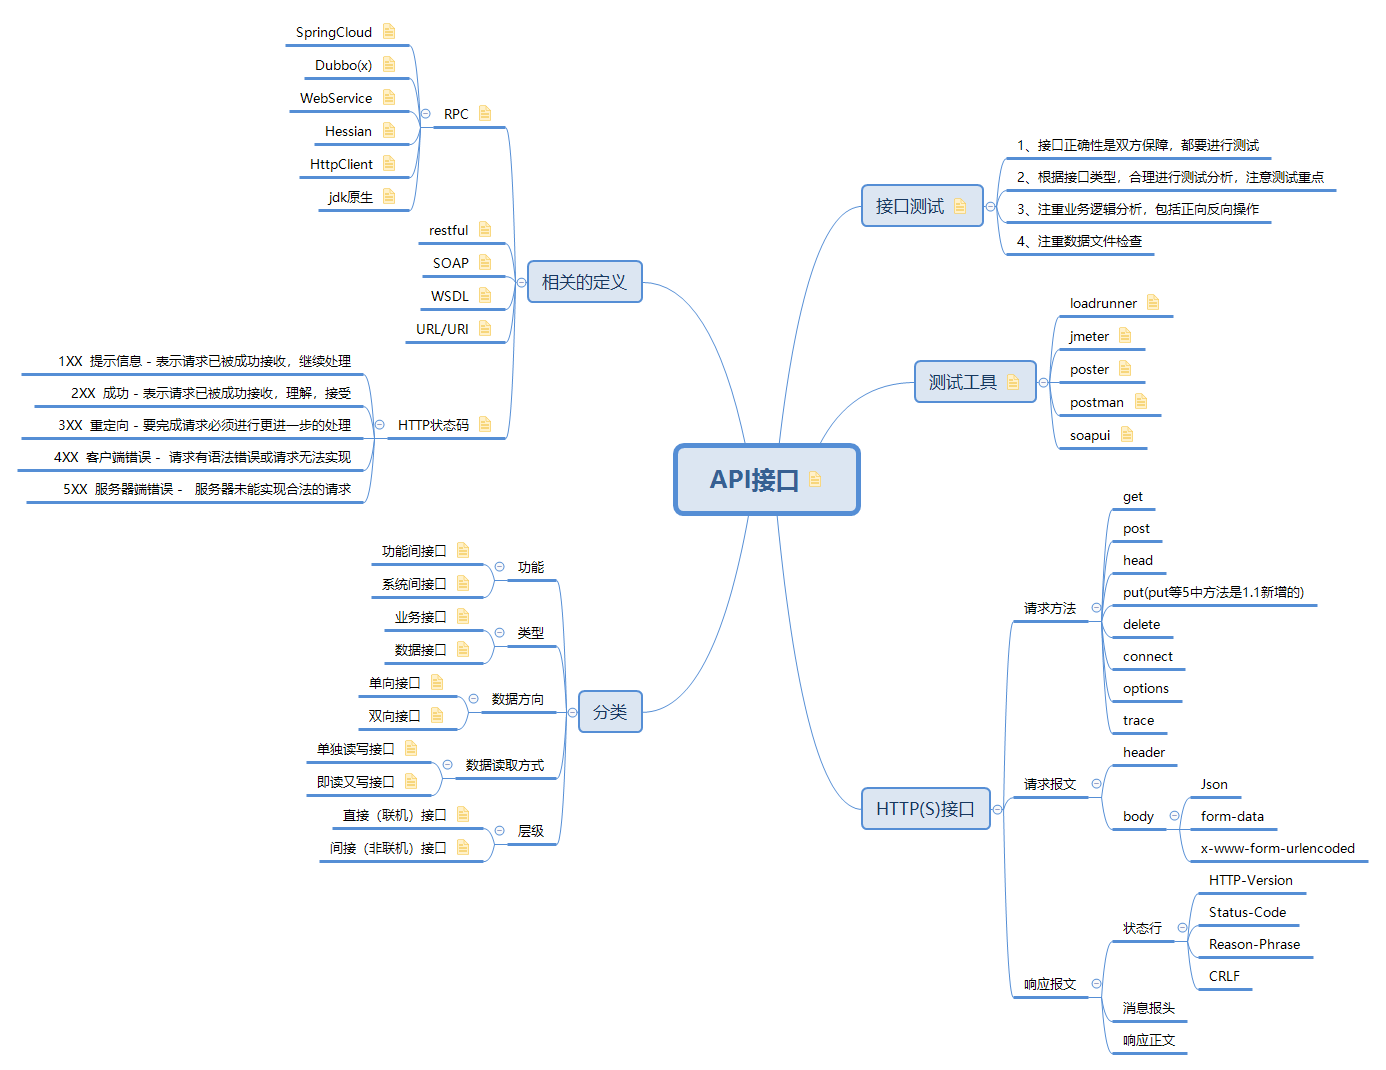 API接口
接口测试
1、接口正确性是双方保障，都要进行测试
2、根据接口类型，合理进行测试分析，注意测试重点
3、注重业务逻辑分析，包括正向反向操作
4、注重数据文件检查
测试工具
loadrunner
jmeter
poster
postman
soapui
HTTP(S)接口
请求方法
get
post
head
put(put等5中方法是1.1新增的)
delete
connect
options
trace
请求报文
header
body
Json
form-data
x-www-form-urlencoded
响应报文
状态行
HTTP-Version
Status-Code
Reason-Phrase
CRLF
消息报头
响应正文
相关的定义
RPC
SpringCloud
Dubbo(x)
WebService
Hessian
HttpClient
jdk原生
restful
SOAP
WSDL
URL/URI
HTTP状态码
1XX 提示信息 - 表示请求已被成功接收，继续处理
2XX 成功 - 表示请求已被成功接收，理解，接受
3XX 重定向 - 要完成请求必须进行更进一步的处理
4XX 客户端错误 - 请求有语法错误或请求无法实现
5XX 服务器端错误 - 服务器未能实现合法的请求
分类
功能
功能间接口
系统间接口
类型
业务接口
数据接口
数据方向
单向接口
双向接口
数据读取方式
单独读写接口
即读又写接口
层级
直接（联机）接口
间接（非联机）接口